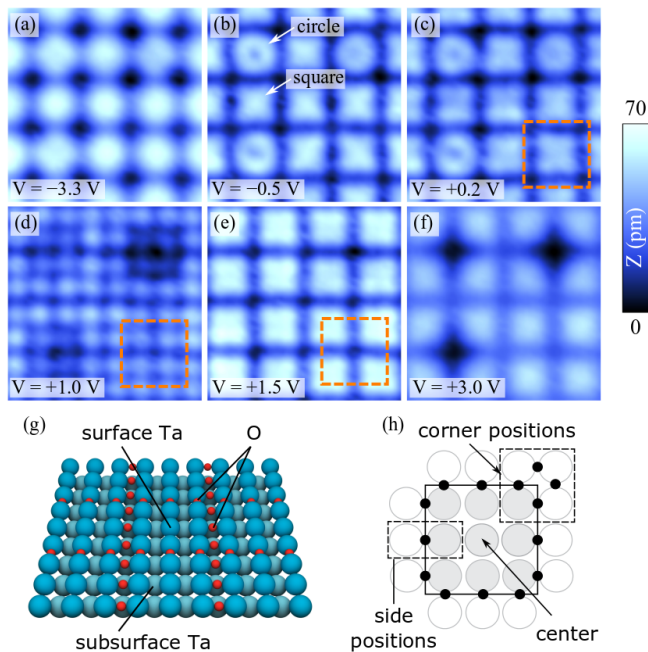 (a)
V = −3.3 V
(b)
circle
square
V = −0.5 V
(c)
V = +0.2 V
(d)
V = +1.0 V
(e)
V = +1.5 V
(f)
V = +3.0 V
70
Z (pm)
0
(g)
surface Ta
O
subsurface Ta
(h)
corner positions
side
positions
center